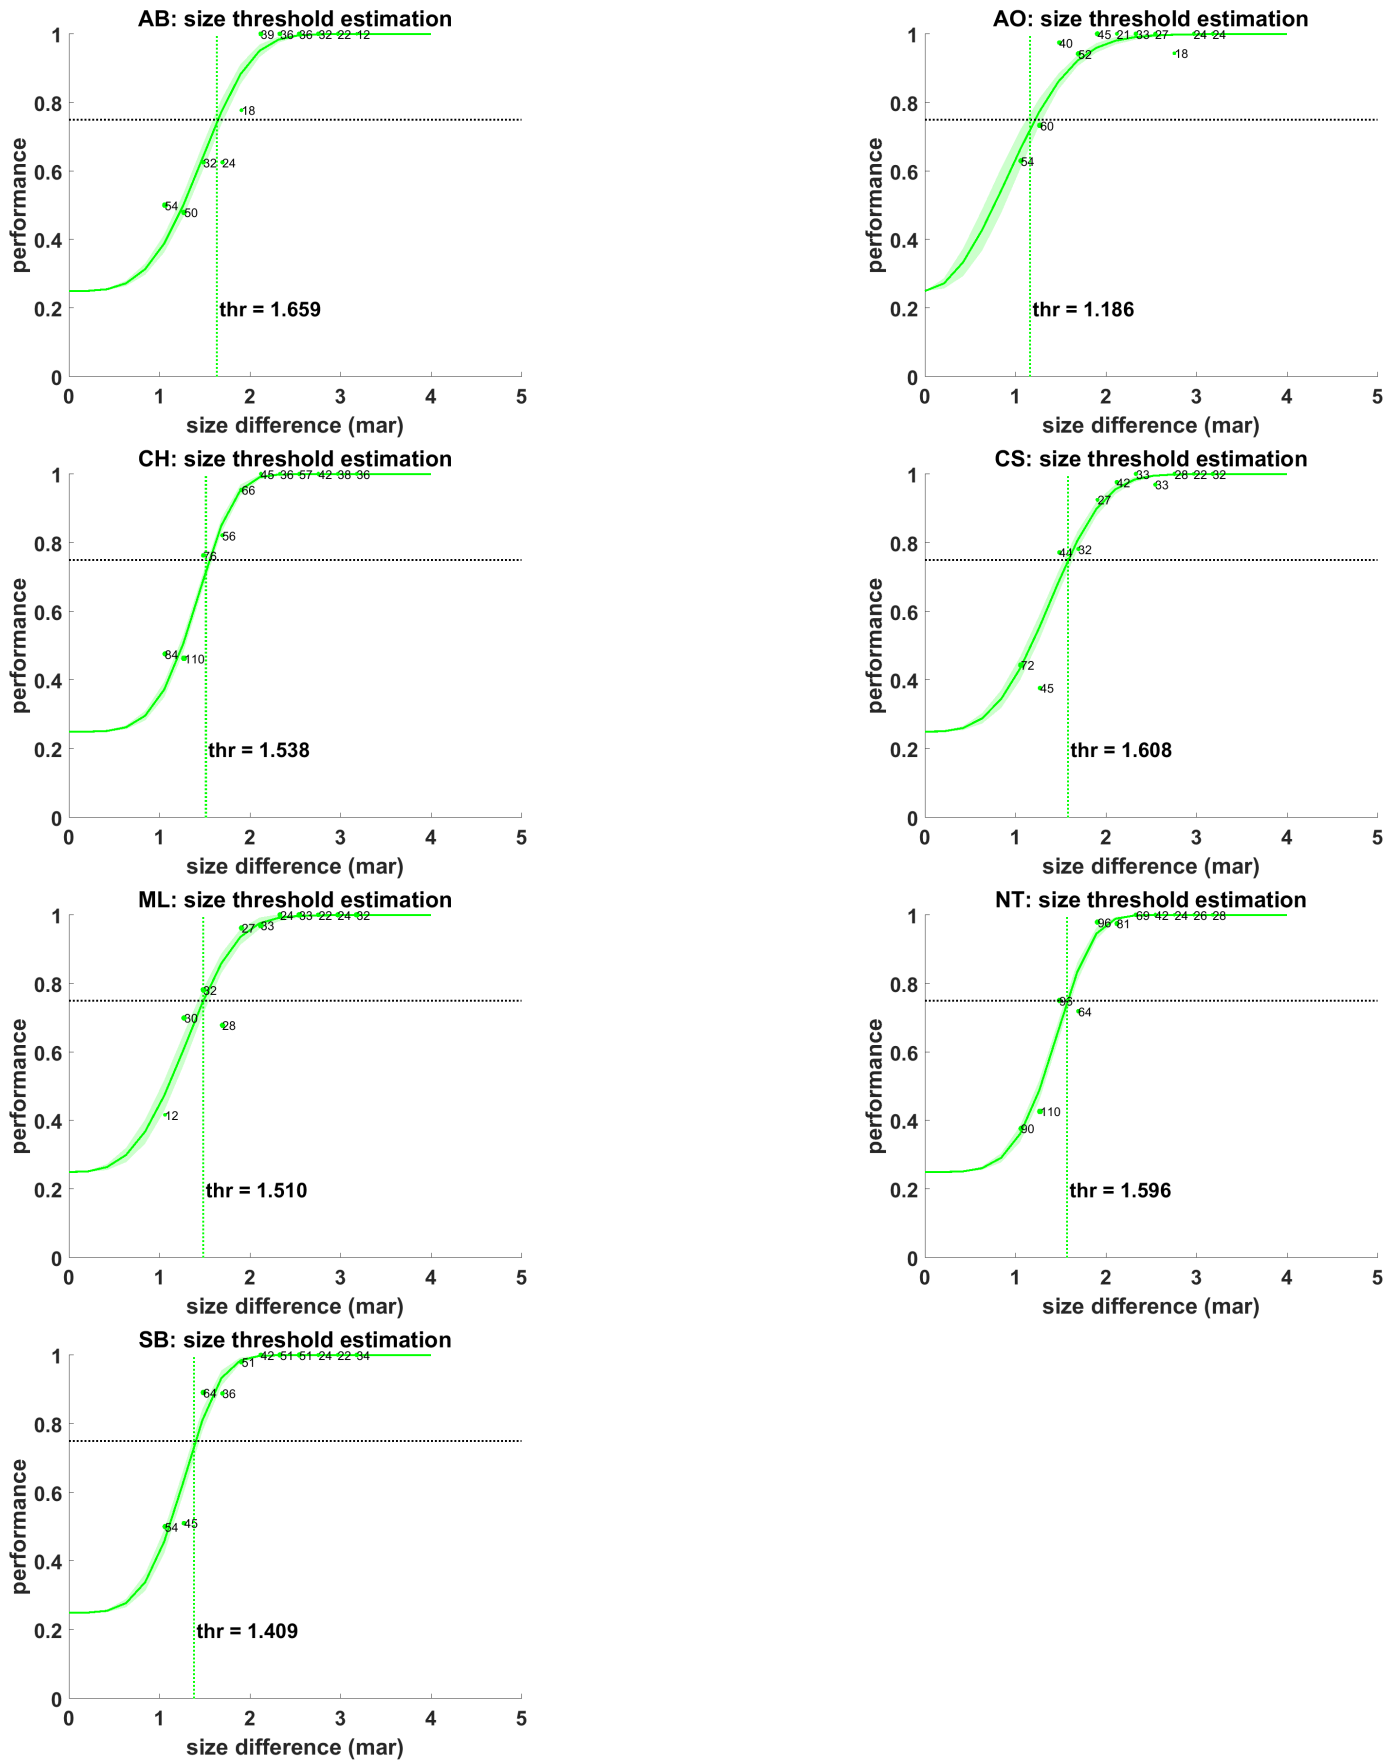 AB: size threshold estimation
1
39 36 36 32 22 12
0.8
18
performance
0.6
32 24
54
50
0.4
0.2
thr = 1.659
0
0 1 2 3 4 5
size difference (mar)
AO: size threshold estimation
1
45 21 33 27 24 24
40
52
18
0.8
60
performance
0.6
54
0.4
0.2
thr = 1.186
0
0 1 2 3 4 5
size difference (mar)
CH: size threshold estimation
1
45 36 57 42 38 36
66
0.8
56
76
performance
0.6
84
110
0.4
0.2
thr = 1.538
0
0 1 2 3 4 5
size difference (mar)
CS: size threshold estimation
1
33 28 22 32
42
33
27
0.8
44 32
performance
0.6
72
45
0.4
0.2
thr = 1.608
0
0 1 2 3 4 5
size difference (mar)
ML: size threshold estimation
1
24 33 22 24 32
27 33
0.8
32
30
28
performance
0.6
0.4
12
0.2
thr = 1.510
0
0 1 2 3 4 5
size difference (mar)
NT: size threshold estimation
1
69 42 24 26 28
96 81
0.8
96
64
performance
0.6
110
90
0.4
0.2
thr = 1.596
0
0 1 2 3 4 5
size difference (mar)
SB: size threshold estimation
1
42 51 51 24 22 34
51
64 36
0.8
performance
0.6
54 45
0.4
0.2
thr = 1.409
0
0 1 2 3 4 5
size difference (mar)